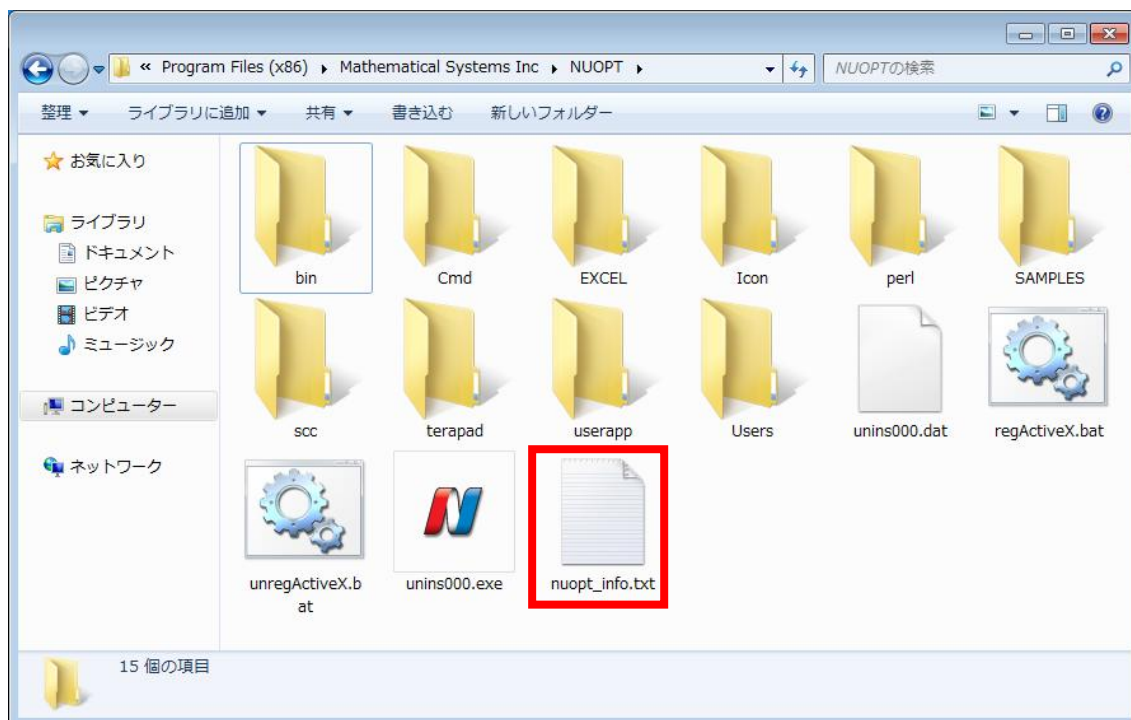 « Program Files (x86) ▸ Mathematical Systems Inc ▸ NUOPT ▸
NUOPTの検索
整理 ライブラリに追加 共有 書き込む 新しいフォルダー
お気に入り
ライブラリ
ドキュメント
ピクチャ
ビデオ
ミュージック
コンピューター
ネットワーク
bin Cmd EXCEL Icon perl SAMPLES
scc terapad userapp Users unins000.dat regActiveX.bat
unregActiveX.b
at
unins000.exe nuopt_info.txt
15 個の項目